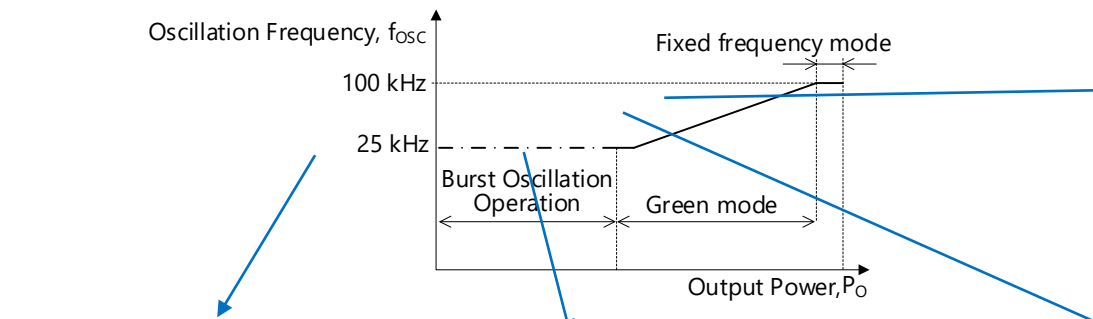 Oscillation Frequency, fOSC
Fixed frequency mode
100 kHz
25 kHz
Burst Oscillation
Operation
Green mode
Output Power,PO